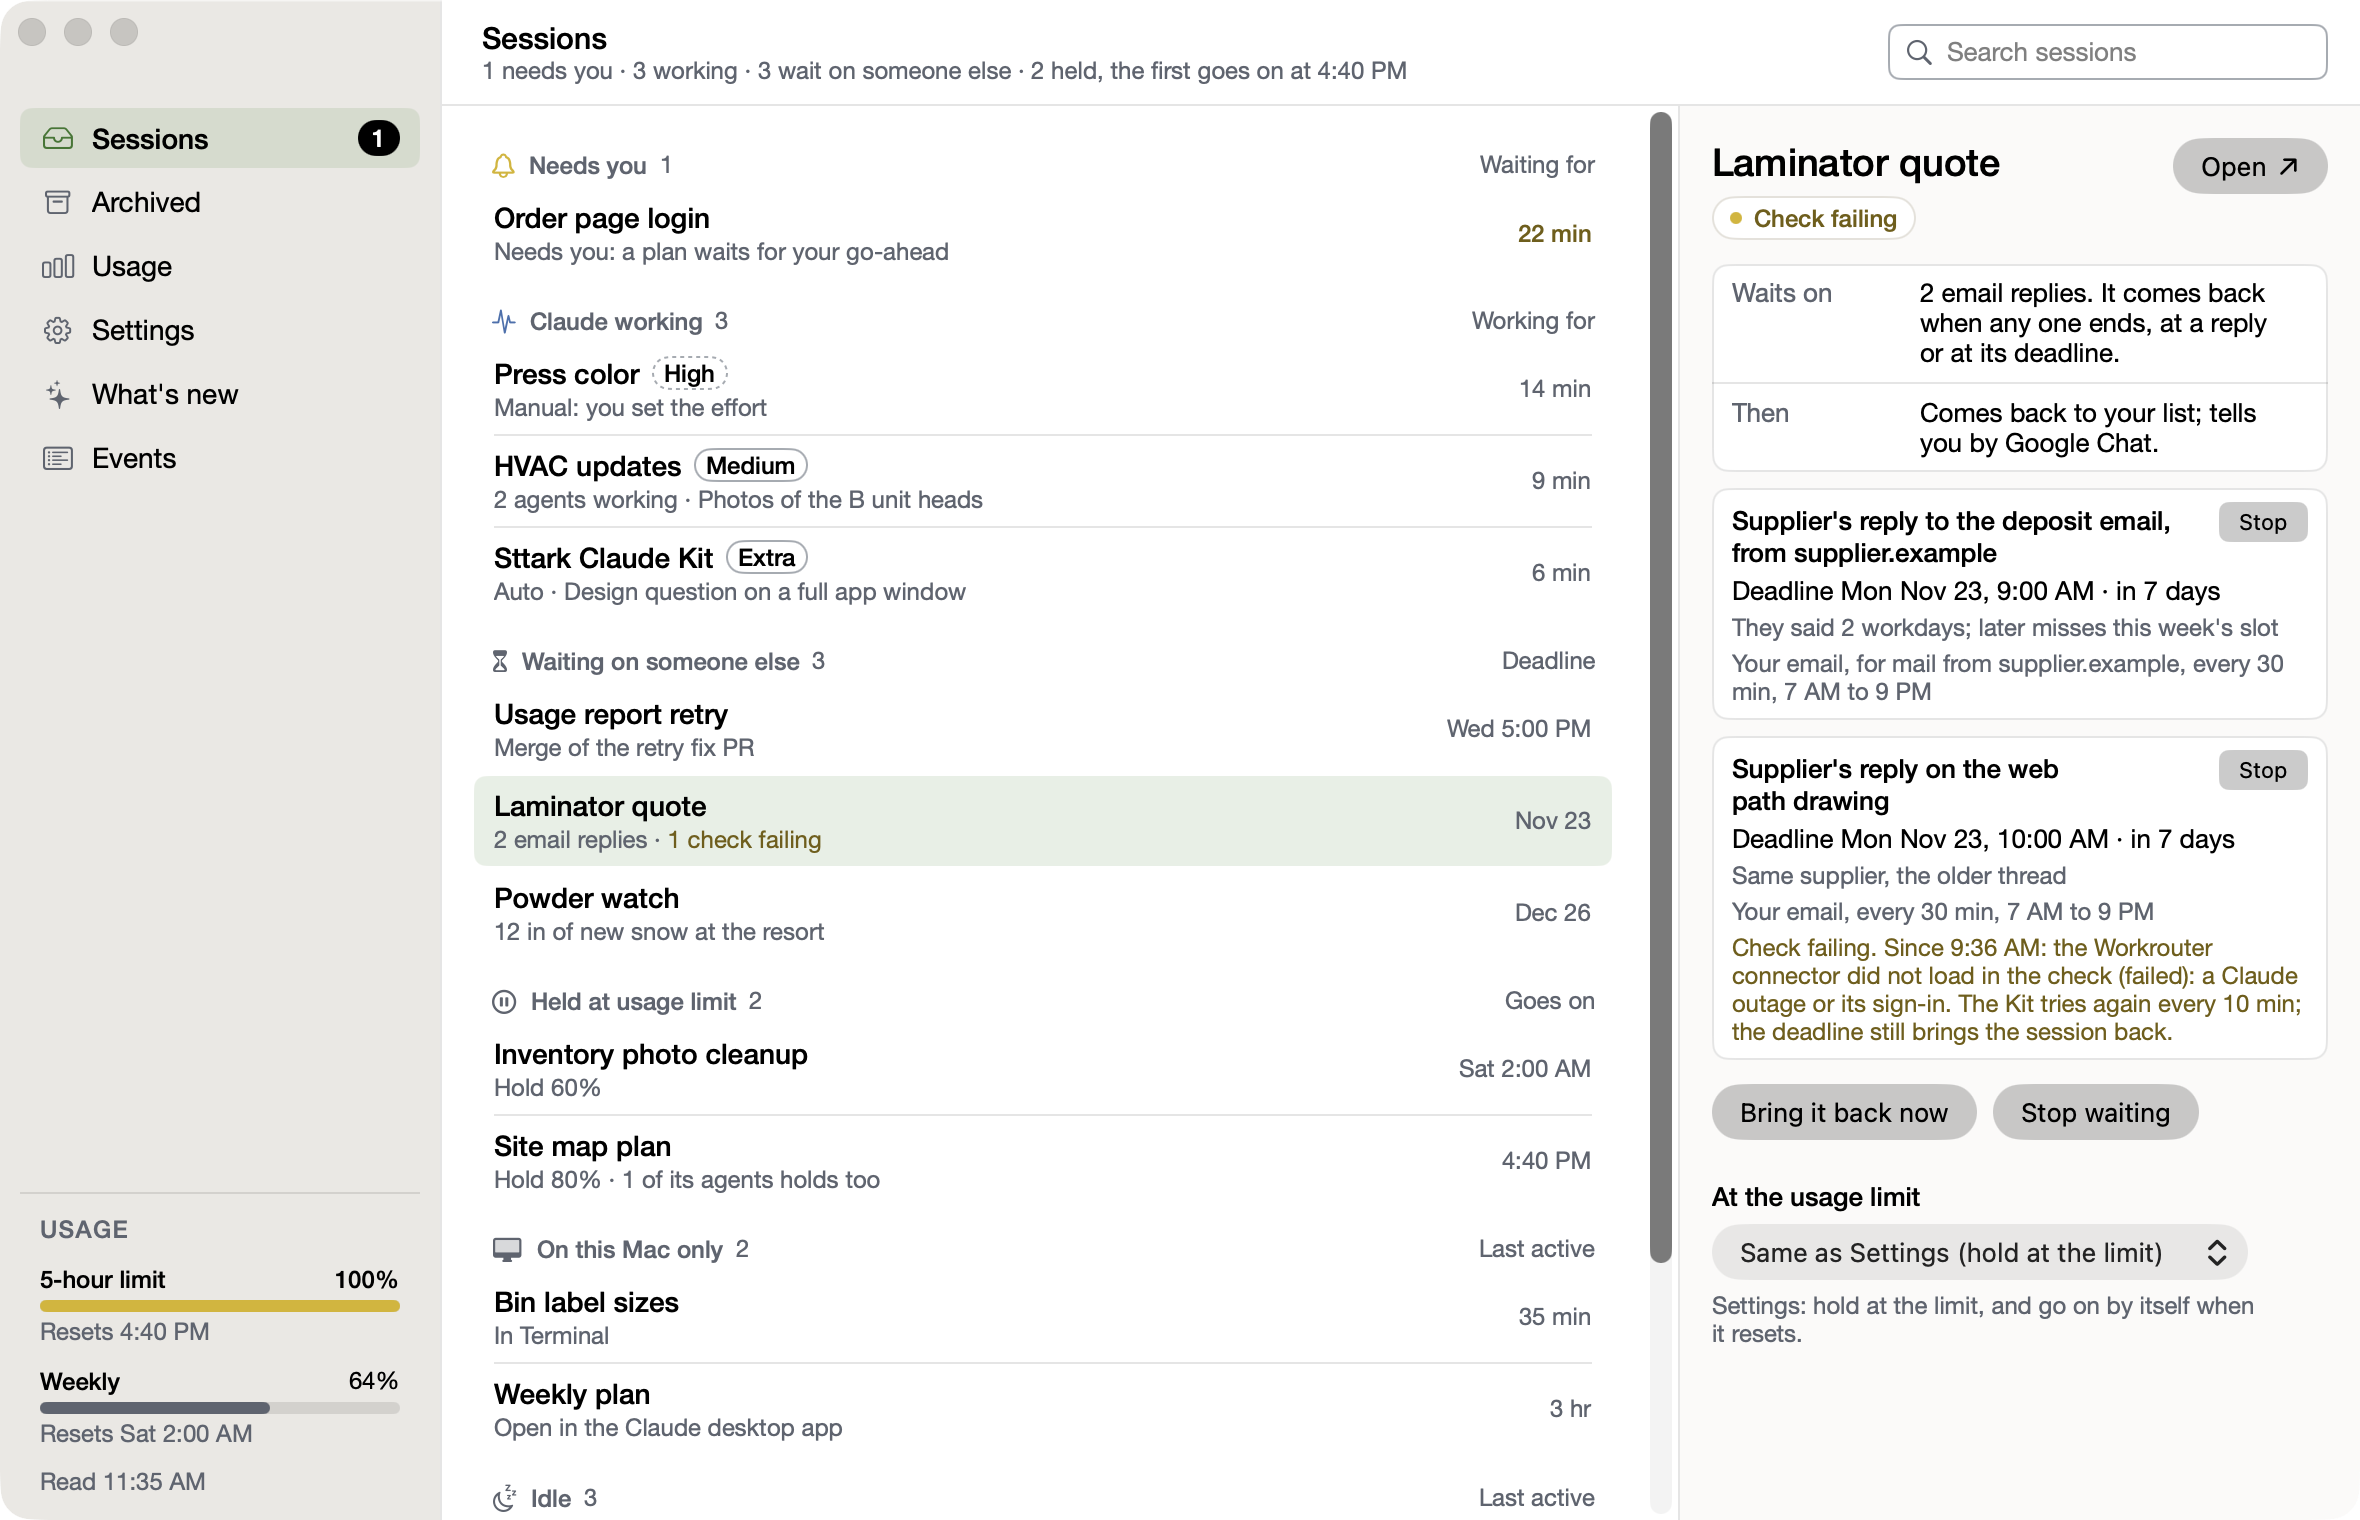 Sessions
1
Archived
Usage
Settings
What's new
Events
USAGE
5-hour limit 100%
Resets 4:40 PM
Weekly 64%
Resets Sat 2:00 AM
Read 11:35 AM
Sessions
1 needs you · 3 working · 3 wait on someone else · 2 held, the first goes on at 4:40 PM
Search sessions
Needs you 1 Waiting for
Order page login
Needs you: a plan waits for your go-ahead
22 min
Claude working 3 Working for
Press color High
Manual: you set the effort
14 min
HVAC updates Medium
2 agents working · Photos of the B unit heads
9 min
Sttark Claude Kit Extra
Auto · Design question on a full app window
6 min
Waiting on someone else 3 Deadline
Usage report retry
Merge of the retry fix PR
Wed 5:00 PM
Laminator quote
2 email replies · 1 check failing
Nov 23
Powder watch
12 in of new snow at the resort
Dec 26
Held at usage limit 2 Goes on
Inventory photo cleanup
Hold 60%
Sat 2:00 AM
Site map plan
Hold 80% · 1 of its agents holds too
4:40 PM
On this Mac only 2 Last active
Bin label sizes
In Terminal
35 min
Weekly plan
Open in the Claude desktop app
3 hr
Idle 3 Last active
Laminator quote
Open
Check failing
Waits on
2 email replies. It comes back
when any one ends, at a reply
or at its deadline.
Then
Comes back to your list; tells
you by Google Chat.
Supplier's reply to the deposit email,
from supplier.example
Stop
Deadline Mon Nov 23, 9:00 AM · in 7 days
They said 2 workdays; later misses this week's slot
Your email, for mail from supplier.example, every 30
min, 7 AM to 9 PM
Supplier's reply on the web
path drawing
Stop
Deadline Mon Nov 23, 10:00 AM · in 7 days
Same supplier, the older thread
Your email, every 30 min, 7 AM to 9 PM
Check failing. Since 9:36 AM: the Workrouter
connector did not load in the check (failed): a Claude
outage or its sign-in. The Kit tries again every 10 min;
the deadline still brings the session back.
Bring it back now
Stop waiting
At the usage limit
Same as Settings (hold at the limit)
Settings: hold at the limit, and go on by itself when
it resets.